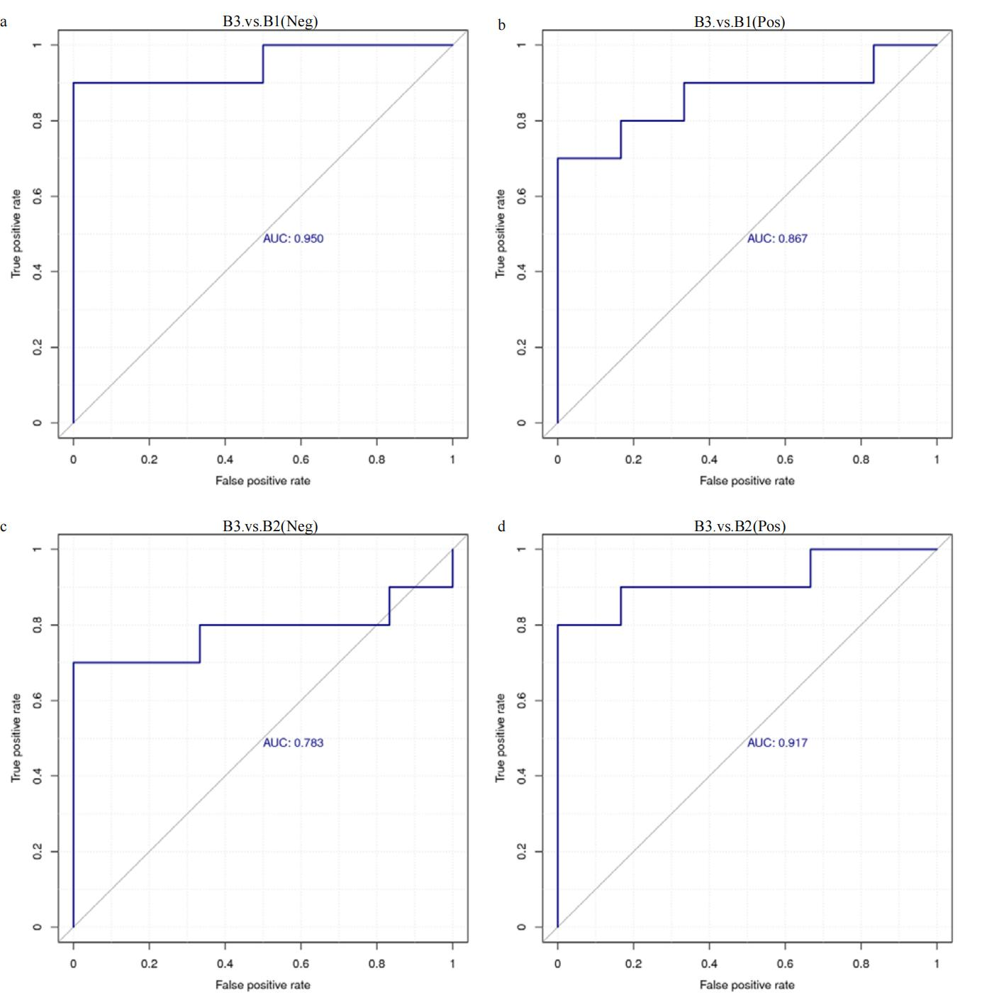 a
B3.vs.B1(Neg)
True positive rate
1
0.8
0.6
0.4
0.2
0
AUC: 0.950
0 0.2 0.4 0.6 0.8 1
False positive rate
b
B3.vs.B1(Pos)
True positive rate
1
0.8
0.6
0.4
0.2
0
AUC: 0.867
0 0.2 0.4 0.6 0.8 1
False positive rate
c
B3.vs.B2(Neg)
True positive rate
1
0.8
0.6
0.4
0.2
0
AUC: 0.783
0 0.2 0.4 0.6 0.8 1
False positive rate
d
B3.vs.B2(Pos)
True positive rate
1
0.8
0.6
0.4
0.2
0
AUC: 0.917
0 0.2 0.4 0.6 0.8 1
False positive rate